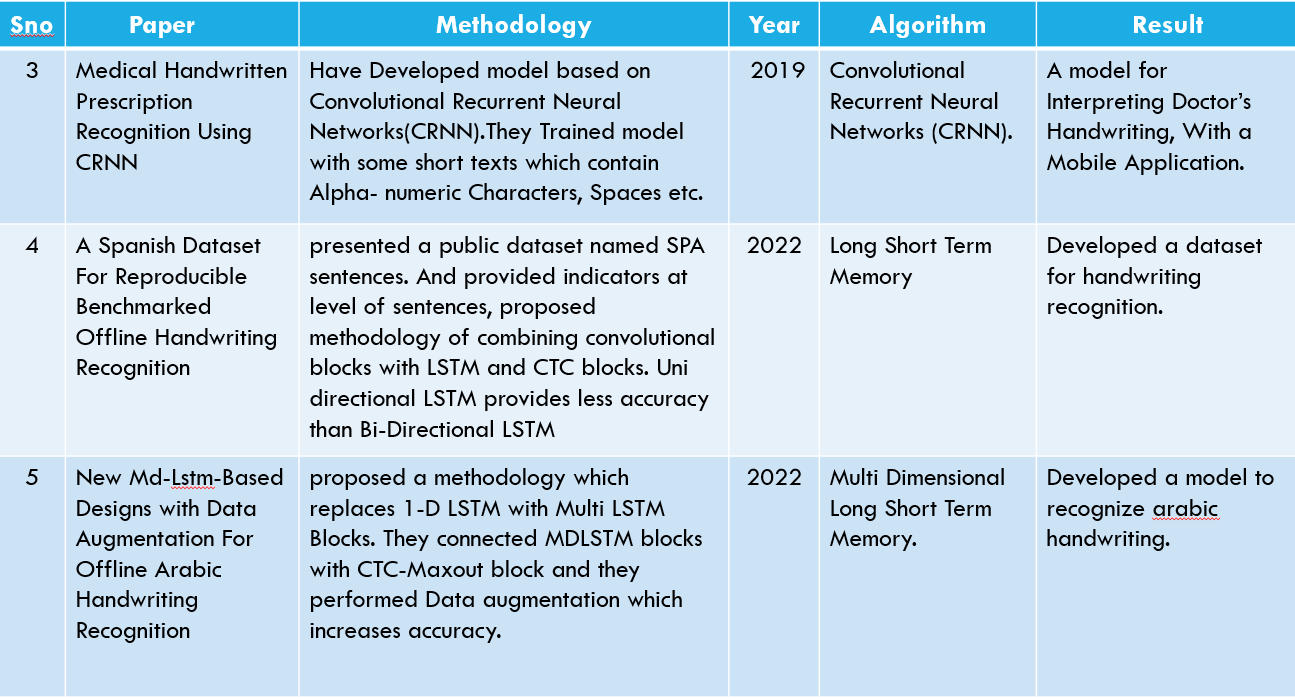 Sno Paper Methodology Year Algorithm Result
3 Medical Handwritten Have Developed model based on 2019 Convolutional A model for
Prescription Convolutional Recurrent Neural Recurrent Neural Interpreting Doctor’s
Recognition Using Networks(CRNN).They Trained model Networks (CRNN). Handwriting, With a
CRNN with some short texts which contain Mobile Application.
Alpha- numeric Characters, Spaces etc.
4 A Spanish Dataset presented a public dataset named SPA 2022 Long Short Term Developed a dataset
For Reproducible sentences. And provided indicators at Memory for handwriting
Benchmarked level of sentences, proposed recognition.
Offline Handwriting methodology of combining convolutional
Recognition blocks with LSTM and CTC blocks. Uni
directional LSTM provides less accuracy
than Bi-Directional LSTM
5 New Md-Lstm-Based proposed a methodology which 2022 Multi Dimensional Developed a model to
Designs with Data replaces 1-D LSTM with Multi LSTM Long Short Term recognize arabic
Augmentation For Blocks. They connected MDLSTM blocks Memory. handwriting.
Offline Arabic with CTC-Maxout block and they
Handwriting performed Data augmentation which
Recognition increases accuracy.